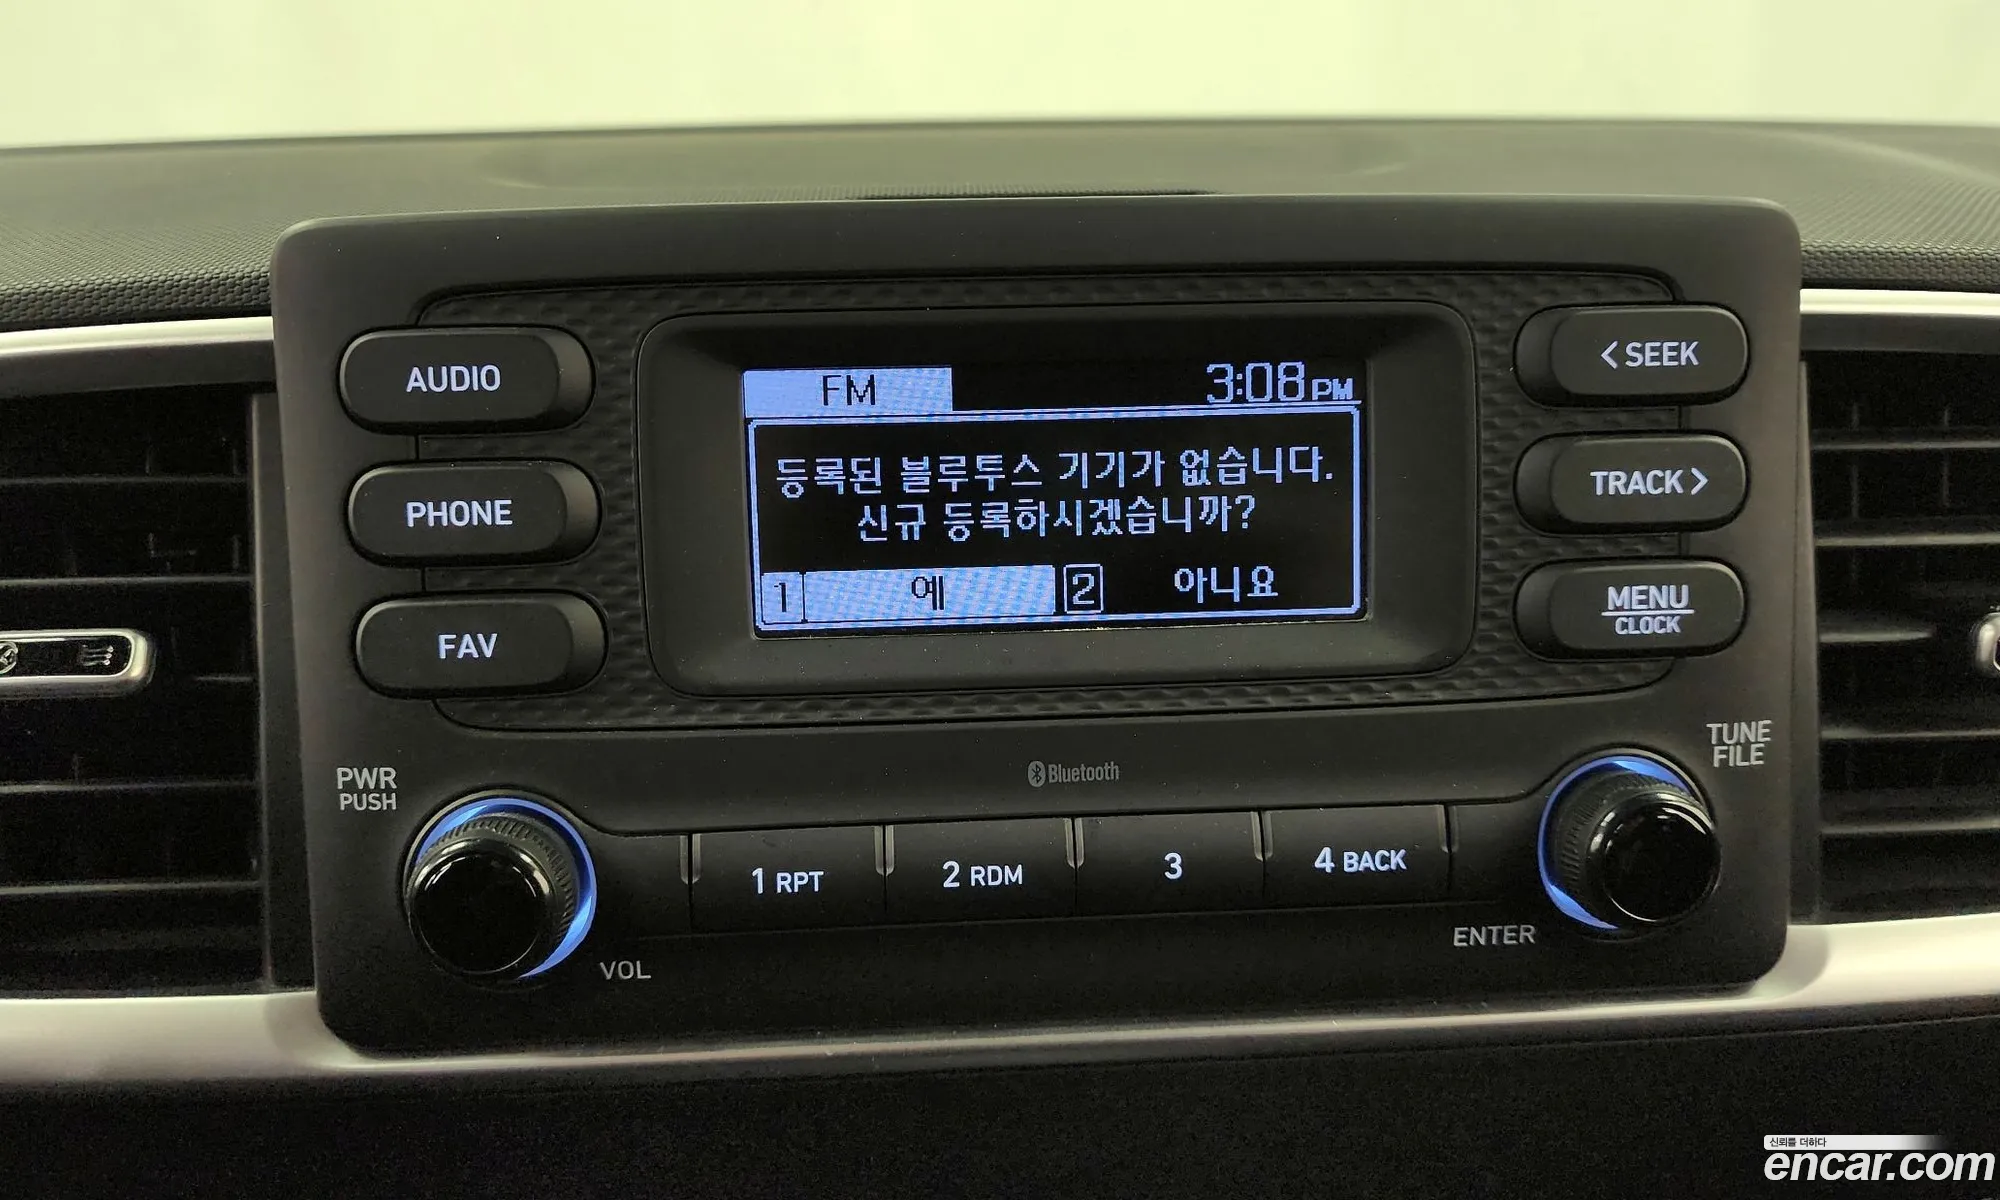 FM
3:08 PM
등록된 블루투스 기기가 없습니다.
신규 등록하시겠습니까?
1 예 2 아니요
AUDIO
PHONE
FAV
< SEEK
TRACK >
MENU
CLOCK
PWR
PUSH
VOL
Bluetooth
1 RPT
2 RDM
3
4 BACK
TUNE
FILE
ENTER
신뢰를 더하다
encar.com